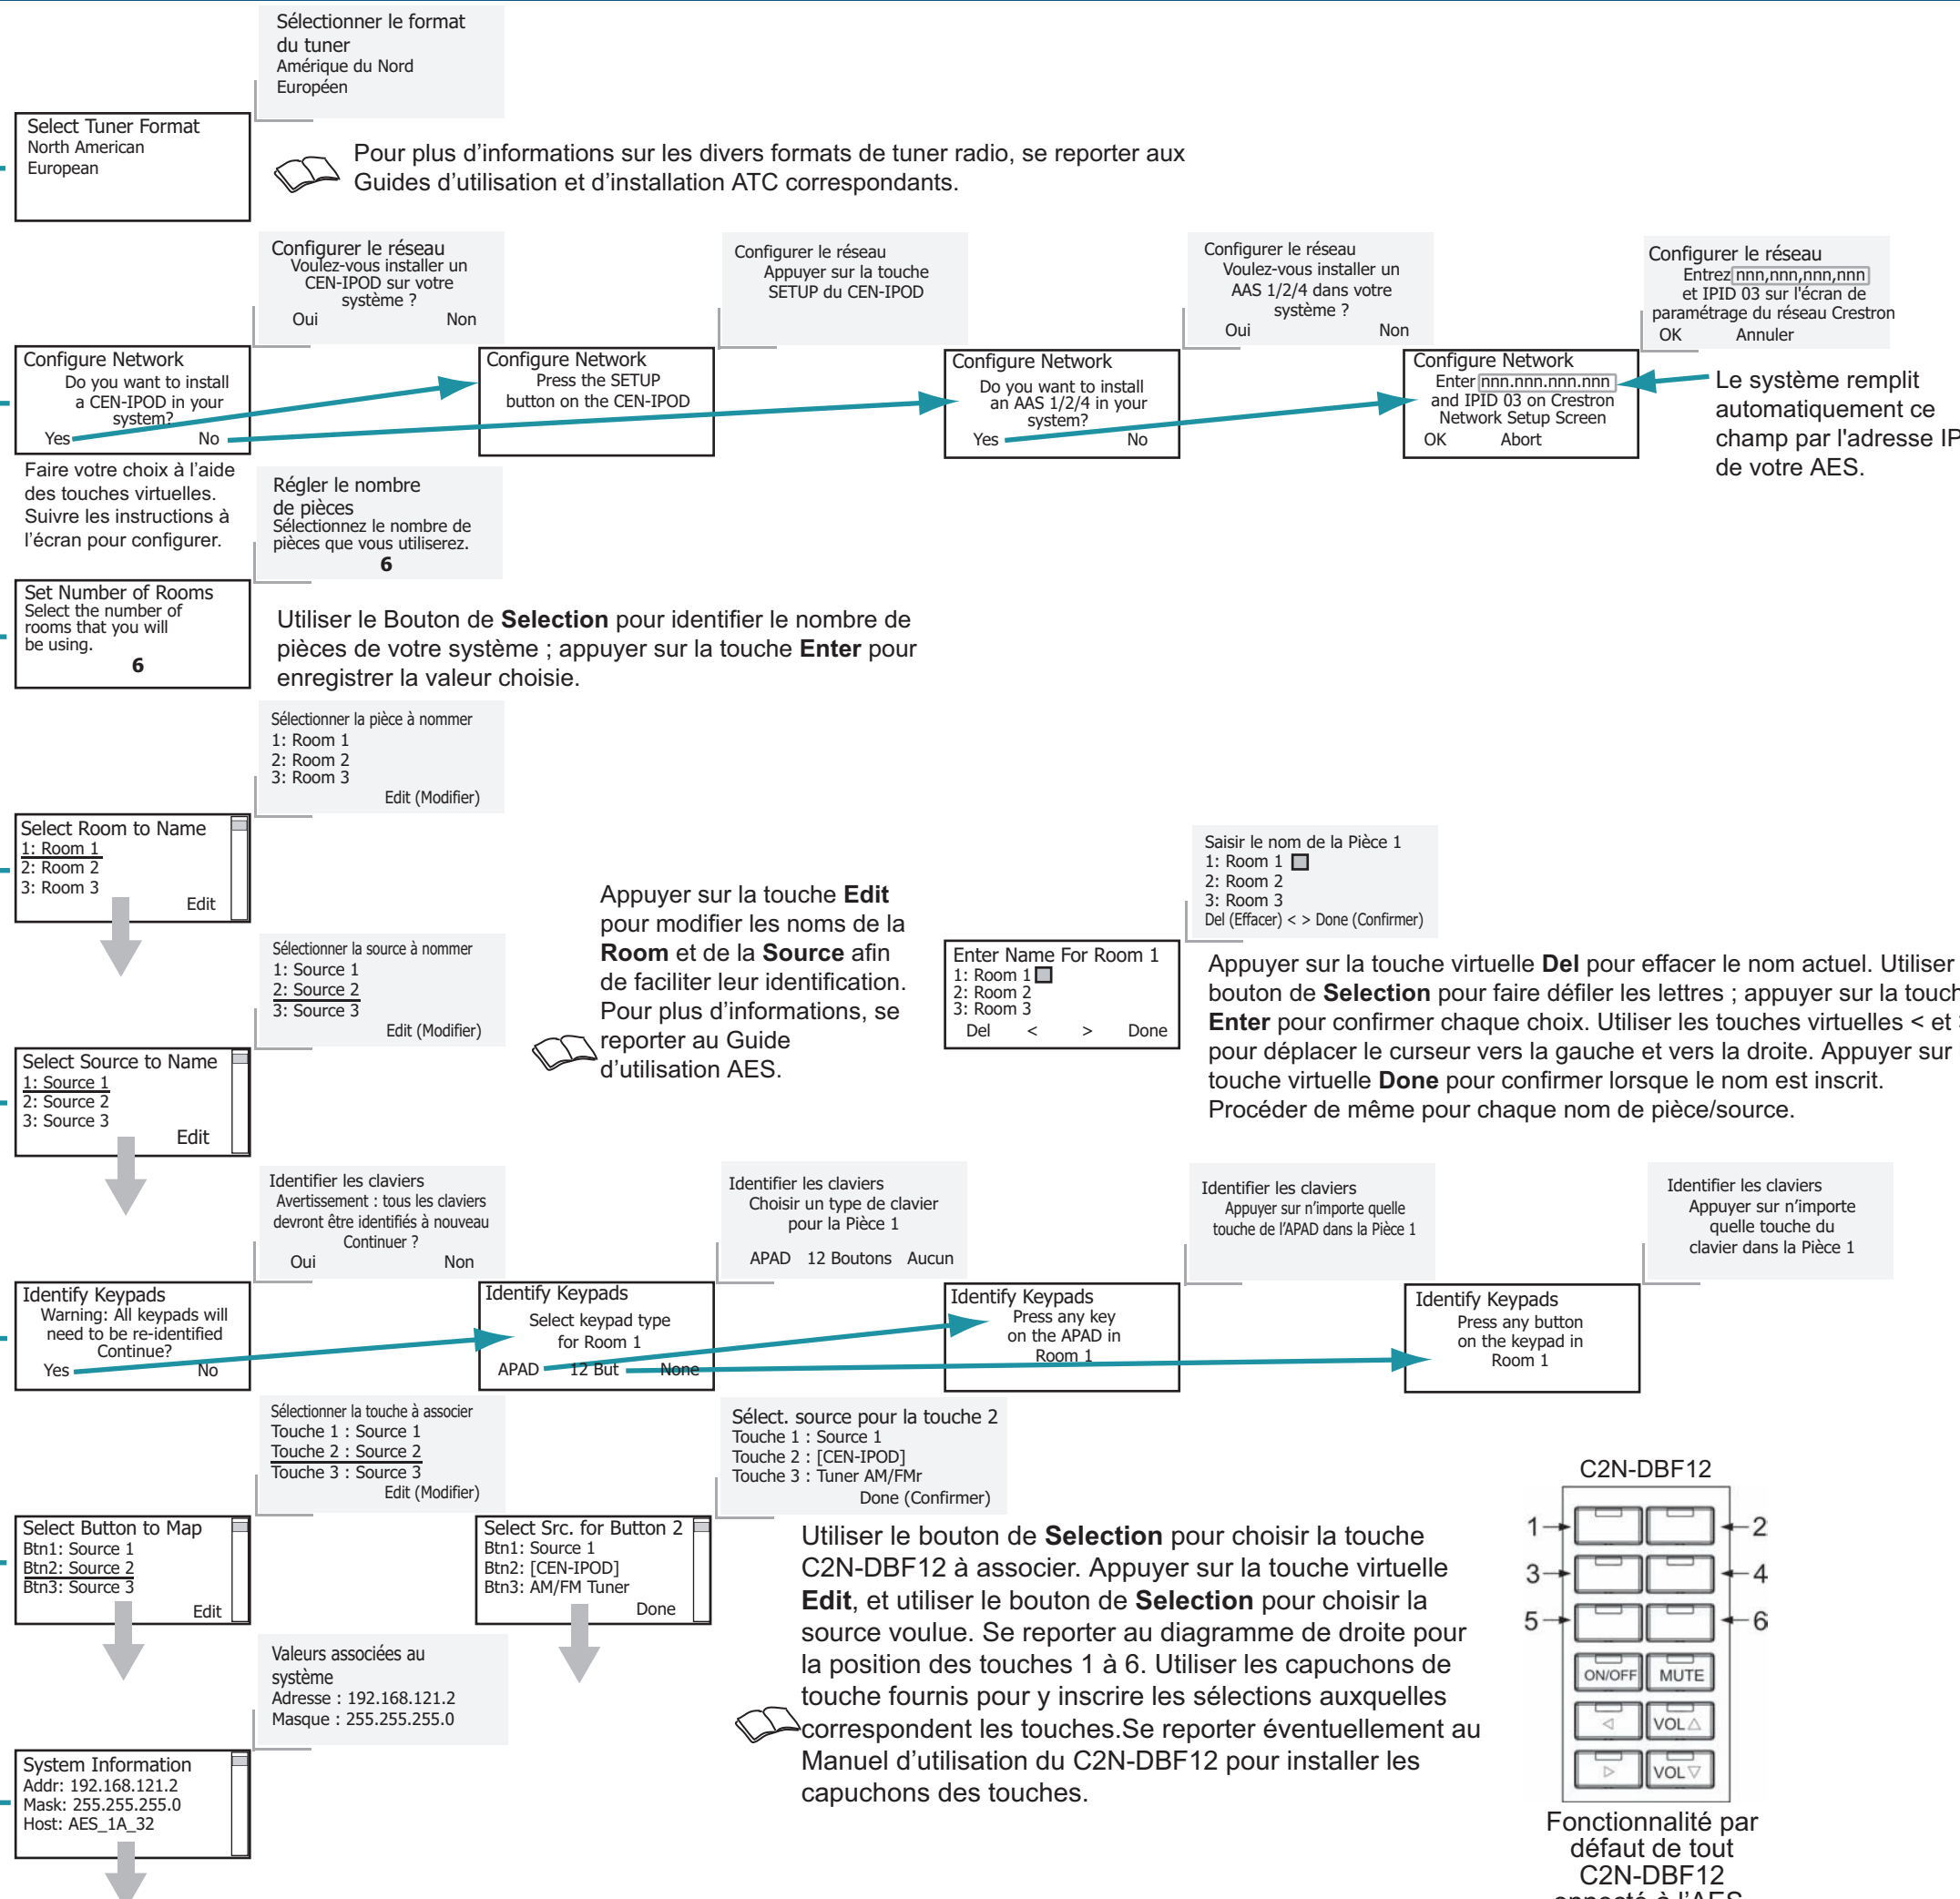 Sélectionner le format
du tuner
Amérique du Nord
Européen
Select Tuner Format
North American
European
Pour plus d'informations sur les divers formats de tuner radio, se reporter aux
Guides d'utilisation et d'installation ATC correspondants.
Configurer le réseau
Voulez-vous installer un
CEN-IPOD sur votre
système ?
Oui Non
Configurer le réseau
Appuyer sur la touche
SETUP du CEN-IPOD
Configurer le réseau
Voulez-vous installer un
AAS 1/2/4 dans votre
système ?
Oui Non
Configurer le réseau
Entrez nnn,nnn,nnn,nnn
et IPID 03 sur l'écran de
paramétrage du réseau Crestron
OK Annuler
Configure Network
Do you want to install
a CEN-IPOD in your
system?
Yes No
Configure Network
Press the SETUP
button on the CEN-IPOD
Configure Network
Do you want to install
an AAS 1/2/4 in your
system?
Yes No
Configure Network
Enter nnn.nnn.nnn.nnn
and IPID 03 on Crestron
Network Setup Screen
OK Abort
Le système remplit
automatiquement ce
champ par l'adresse IP
de votre AES.
Faire votre choix à l'aide
des touches virtuelles.
Suivre les instructions à
l'écran pour configurer.
Régler le nombre
de pièces
Sélectionnez le nombre de
pièces que vous utiliserez.
6
Set Number of Rooms
Select the number of
rooms that you will
be using.
6
Utiliser le Bouton de Selection pour identifier le nombre de
pièces de votre système ; appuyer sur la touche Enter pour
enregistrer la valeur choisie.
Sélectionner la pièce à nommer
1: Room 1
2: Room 2
3: Room 3
Edit (Modifier)
Select Room to Name
1: Room 1
2: Room 2
3: Room 3
Edit
Sélectionner la source à nommer
1: Source 1
2: Source 2
3: Source 3
Edit (Modifier)
Select Source to Name
1: Source 1
2: Source 2
3: Source 3
Edit
Appuyer sur la touche Edit
pour modifier les noms de la
Room et de la Source afin
de faciliter leur identification.
Pour plus d'informations, se
reporter au Guide
d'utilisation AES.
Saisir le nom de la Pièce 1
1: Room 1
2: Room 2
3: Room 3
Del (Effacer) < > Done (Confirmer)
Enter Name For Room 1
1: Room 1
2: Room 2
3: Room 3
Del < > Done
Appuyer sur la touche virtuelle Del pour effacer le nom actuel. Utiliser
bouton de Selection pour faire défiler les lettres ; appuyer sur la touch
Enter pour confirmer chaque choix. Utiliser les touches virtuelles < et
pour déplacer le curseur vers la gauche et vers la droite. Appuyer sur
touche virtuelle Done pour confirmer lorsque le nom est inscrit.
Procéder de même pour chaque nom de pièce/source.
Identifier les claviers
Avertissement : tous les claviers
devront être identifiés à nouveau
Continuer ?
Oui Non
Identifier les claviers
Choisir un type de clavier
pour la Pièce 1
APAD 12 Boutons Aucun
Identifier les claviers
Appuyer sur n'importe quelle
touche de l'APAD dans la Pièce 1
Identifier les claviers
Appuyer sur n'importe
quelle touche du
clavier dans la Pièce 1
Identify Keypads
Warning: All keypads will
need to be re-identified
Continue?
Yes No
Identify Keypads
Select keypad type
for Room 1
APAD 12 But None
Identify Keypads
Press any key
on the APAD in
Room 1
Identify Keypads
Press any button
on the keypad in
Room 1
Sélectionner la touche à associer
Touche 1 : Source 1
Touche 2 : Source 2
Touche 3 : Source 3
Edit (Modifier)
Sélect. source pour la touche 2
Touche 1 : Source 1
Touche 2 : [CEN-IPOD]
Touche 3 : Tuner AM/FMr
Done (Confirmer)
Select Button to Map
Btn1: Source 1
Btn2: Source 2
Btn3: Source 3
Edit
Select Src. for Button 2
Btn1: Source 1
Btn2: [CEN-IPOD]
Btn3: AM/FM Tuner
Done
Utiliser le bouton de Selection pour choisir la touche
C2N-DBF12 à associer. Appuyer sur la touche virtuelle
Edit, et utiliser le bouton de Selection pour choisir la
source voulue. Se reporter au diagramme de droite pour
la position des touches 1 à 6. Utiliser les capuchons de
touche fournis pour y inscrire les sélections auxquelles
correspondent les touches.Se reporter éventuellement au
Manuel d'utilisation du C2N-DBF12 pour installer les
capuchons des touches.
C2N-DBF12
1 2
3 4
5 6
ON/OFF MUTE
VOL
VOL
Fonctionnalité par
défaut de tout
C2N-DBF12
Valeurs associées au
système
Adresse : 192.168.121.2
Masque : 255.255.255.0
System Information
Addr: 192.168.121.2
Mask: 255.255.255.0
Host: AES_1A_32